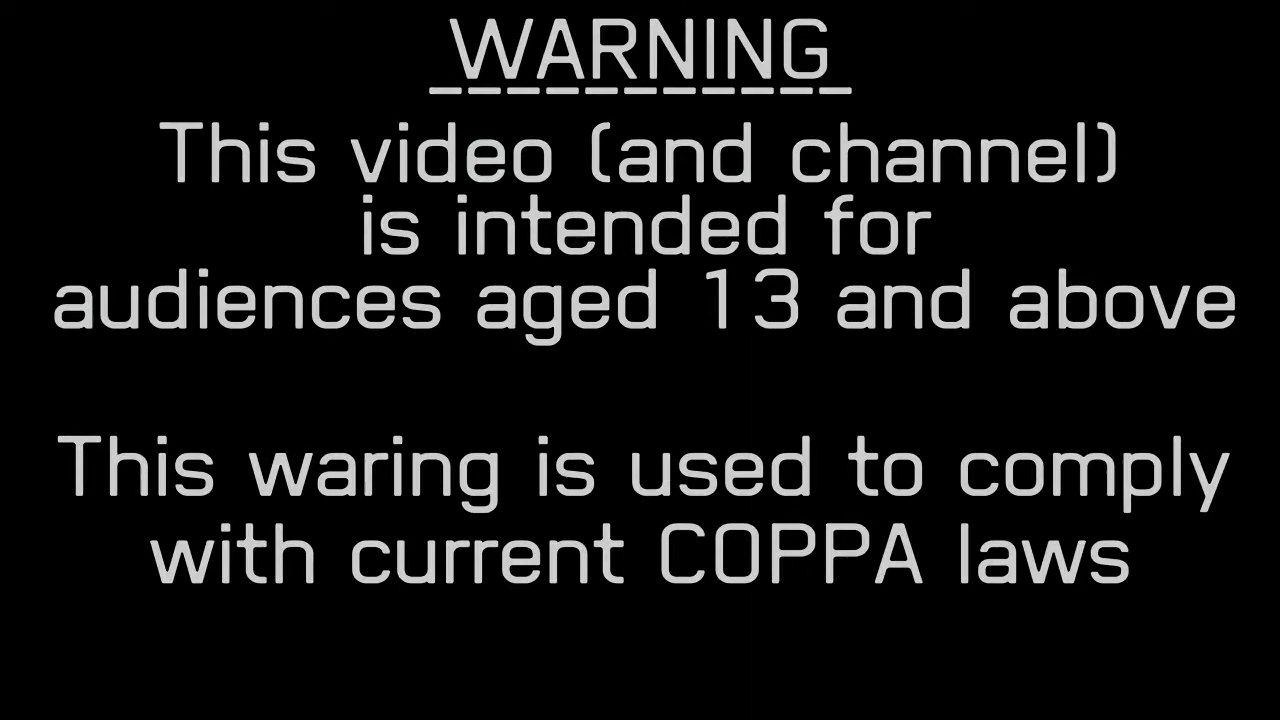 WARNING
This video (and channel)
is intended for
audiences aged 13 and above
This waring is used to comply
with current COPPA laws